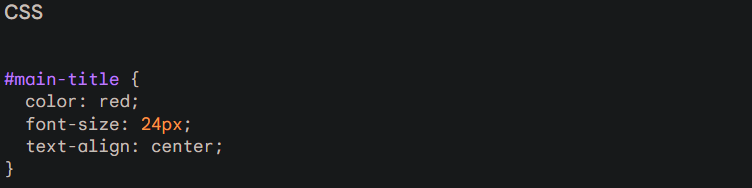 CSS
#main-title {
  color: red;
  font-size: 24px;
  text-align: center;
}